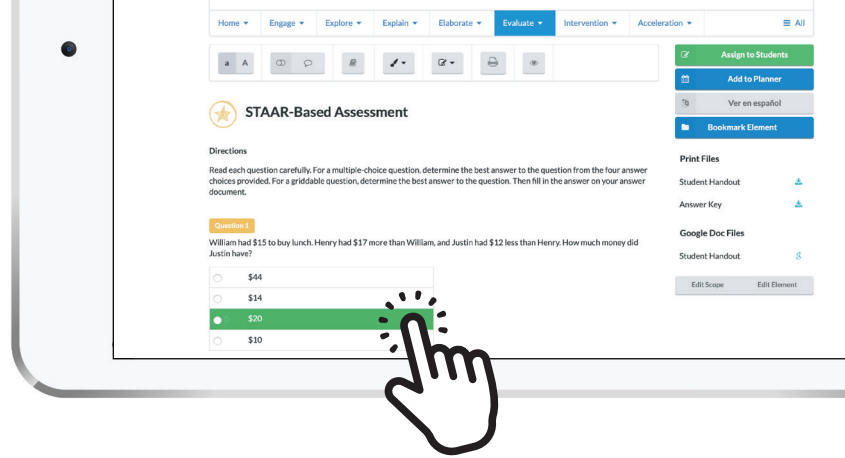 Home Engage Explore Explain Elaborate Evaluate Intervention Acceleration All
a A
Assign to Students
Add to Planner
Ver en español
Bookmark Element
STAAR-Based Assessment
Directions
Read each question carefully. For a multiple-choice question, determine the best answer to the question from the four answer
choices provided. For a griddable question, determine the best answer to the question. Then fill in the answer on your answer
document.
Question 1
William had $15 to buy lunch. Henry had $17 more than William, and Justin had $12 less than Henry. How much money did
Justin have?
$44
$14
$20
$10
Print Files
Student Handout
Answer Key
Google Doc Files
Student Handout
Edit Scope Edit Element